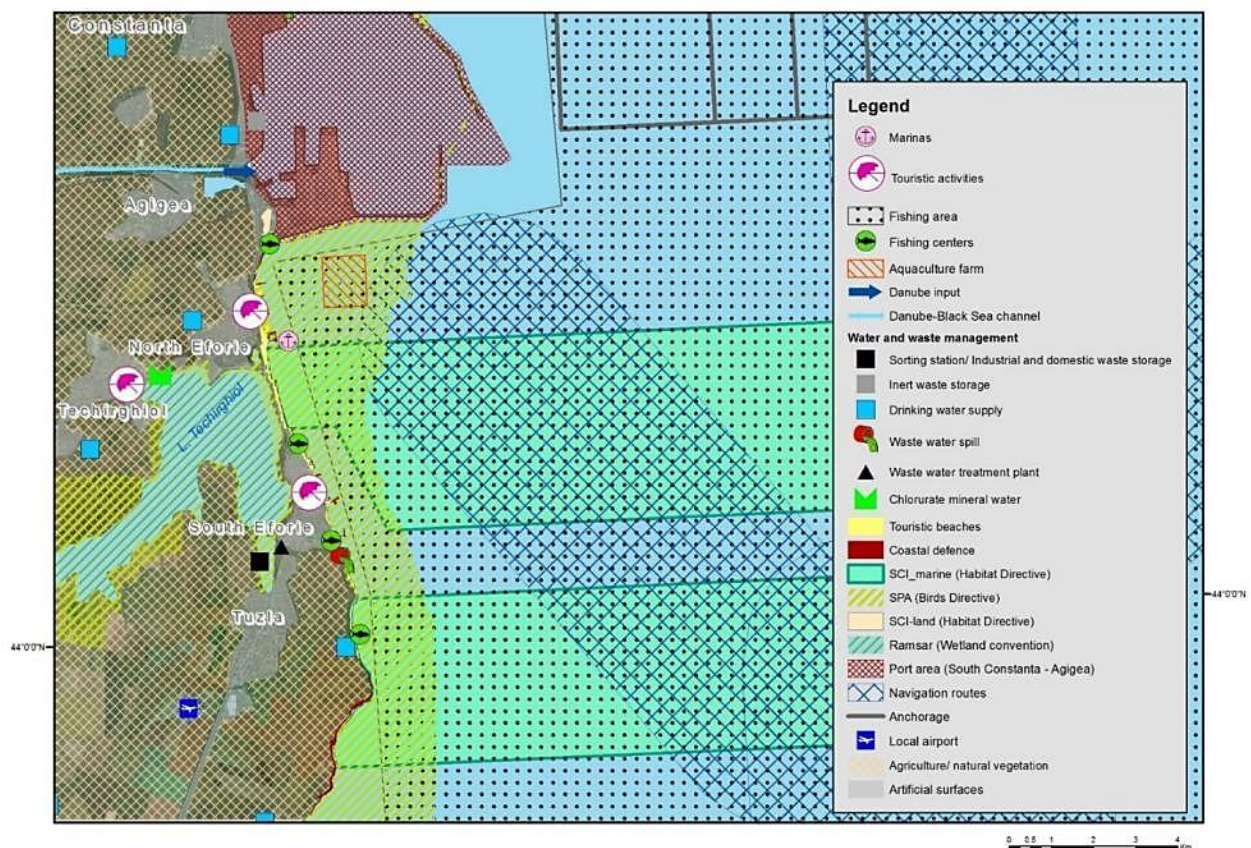 Constanta
Agigea
North Eforie
Techirghiol
L. Techirghiol
South Eforie
Tuzla
44°0'0"N
44°0'0"N
Legend
Marinas
Touristic activities
Fishing area
Fishing centers
Aquaculture farm
Danube input
Danube-Black Sea channel
Water and waste management
Sorting station/ Industrial and domestic waste storage
Inert waste storage
Drinking water supply
Waste water spill
Waste water treatment plant
Chlorurate mineral water
Touristic beaches
Coastal defence
SCI_marine (Habitat Directive)
SPA (Birds Directive)
SCI-land (Habitat Directive)
Ramsar (Wetland convention)
Port area (South Constanta - Agigea)
Navigation routes
Anchorage
Local airport
Agriculture/ natural vegetation
Artificial surfaces
0 0.5 1 2 3 4
Km